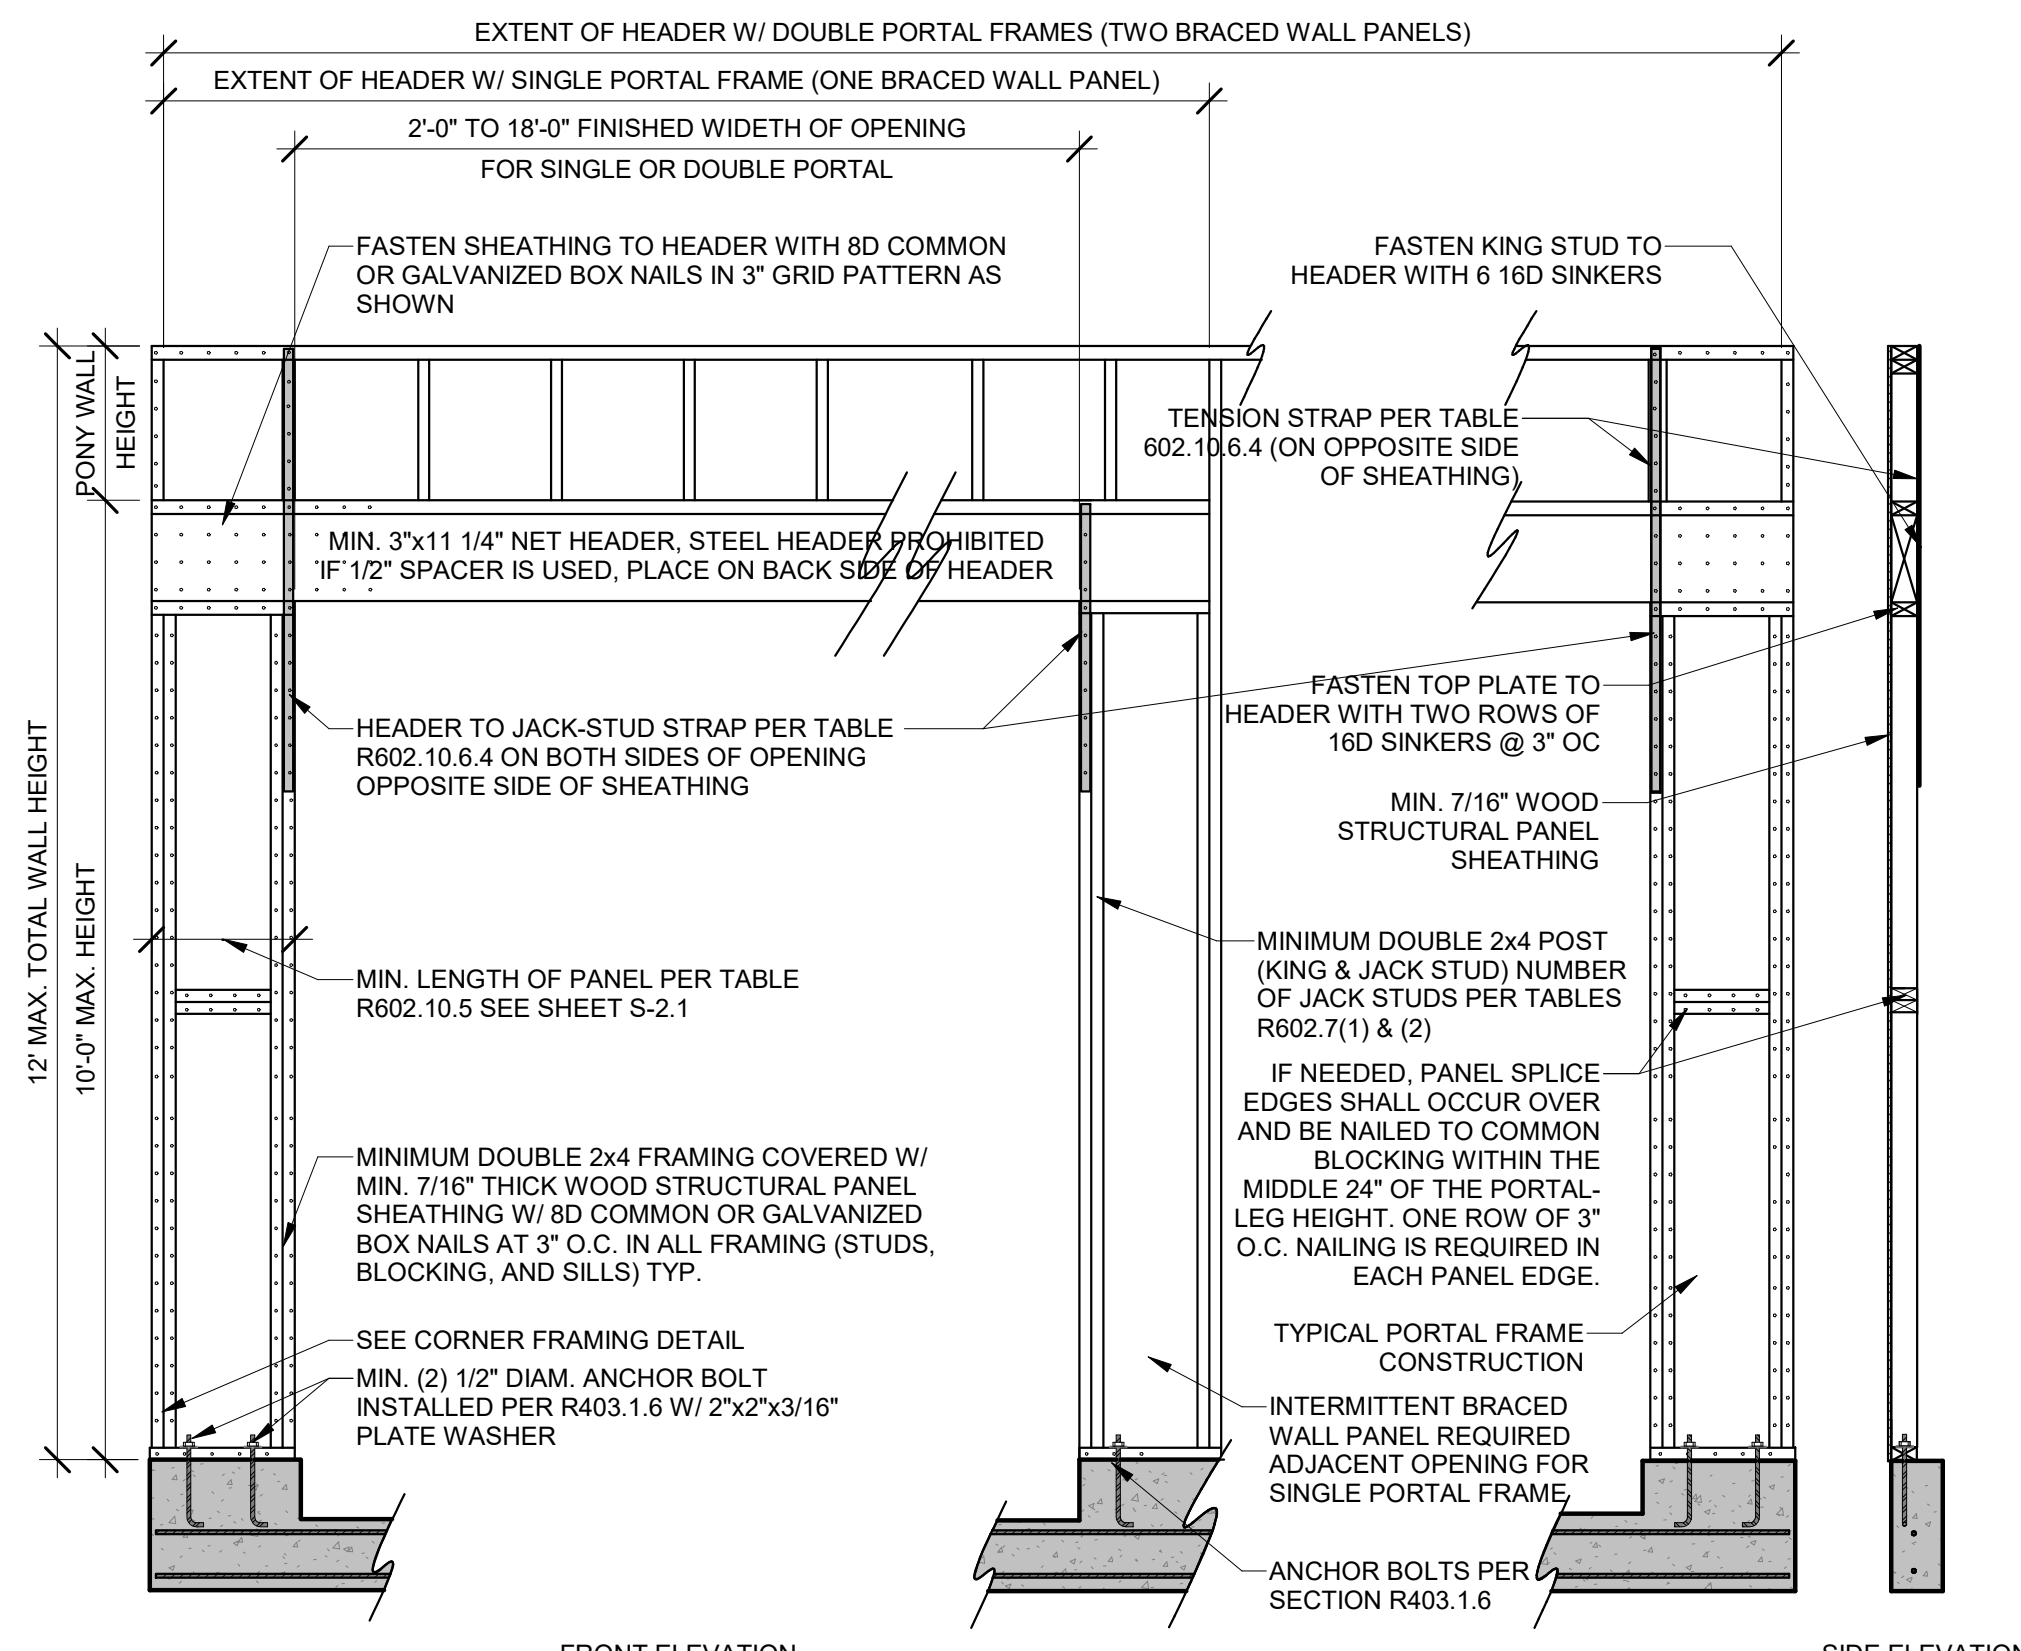 EXTENT OF HEADER W/ DOUBLE PORTAL FRAMES (TWO BRACED WALL PANELS)
EXTENT OF HEADER W/ SINGLE PORTAL FRAME (ONE BRACED WALL PANEL)
2'-0" TO 18'-0" FINISHED WIDETH OF OPENING
FOR SINGLE OR DOUBLE PORTAL
FASTEN SHEATHING TO HEADER WITH 8D COMMON
OR GALVANIZED BOX NAILS IN 3" GRID PATTERN AS
SHOWN
FASTEN KING STUD TO
HEADER WITH 6 16D SINKERS
PONY WALL
HEIGHT
TENSION STRAP PER TABLE
602.10.6.4 (ON OPPOSITE SIDE
OF SHEATHING)
MIN. 3"x11 1/4" NET HEADER, STEEL HEADER PROHIBITED
IF 1/2" SPACER IS USED, PLACE ON BACK SIDE OF HEADER
12' MAX. TOTAL WALL HEIGHT
10'-0" MAX. HEIGHT
HEADER TO JACK-STUD STRAP PER TABLE
R602.10.6.4 ON BOTH SIDES OF OPENING
OPPOSITE SIDE OF SHEATHING
FASTEN TOP PLATE TO
HEADER WITH TWO ROWS OF
16D SINKERS @ 3" OC
MIN. 7/16" WOOD
STRUCTURAL PANEL
SHEATHING
MIN. LENGTH OF PANEL PER TABLE
R602.10.5 SEE SHEET S-2.1
MINIMUM DOUBLE 2x4 POST
(KING & JACK STUD) NUMBER
OF JACK STUDS PER TABLES
R602.7(1) & (2)
IF NEEDED, PANEL SPLICE
EDGES SHALL OCCUR OVER
AND BE NAILED TO COMMON
BLOCKING WITHIN THE
MIDDLE 24" OF THE PORTAL-
LEG HEIGHT. ONE ROW OF 3"
O.C. NAILING IS REQUIRED IN
EACH PANEL EDGE.
MINIMUM DOUBLE 2x4 FRAMING COVERED W/
MIN. 7/16" THICK WOOD STRUCTURAL PANEL
SHEATHING W/ 8D COMMON OR GALVANIZED
BOX NAILS AT 3" O.C. IN ALL FRAMING (STUDS,
BLOCKING, AND SILLS) TYP.
SEE CORNER FRAMING DETAIL
MIN. (2) 1/2" DIAM. ANCHOR BOLT
INSTALLED PER R403.1.6 W/ 2"x2"x3/16"
PLATE WASHER
TYPICAL PORTAL FRAME
CONSTRUCTION
INTERMITTENT BRACED
WALL PANEL REQUIRED
ADJACENT OPENING FOR
SINGLE PORTAL FRAME
ANCHOR BOLTS PER
SECTION R403.1.6
FRONT ELEVATION
SIDE ELEVATION